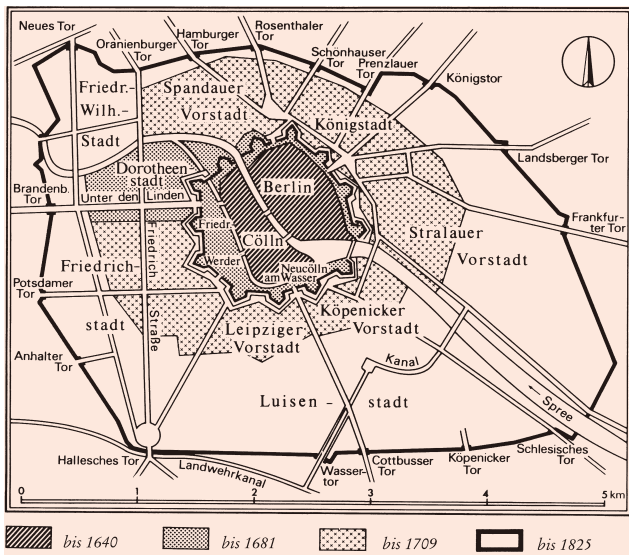 Neues Tor
Oranienburger
Tor
Hamburger
Tor
Rosenthaler
Tor
Schönhauser
Tor
Prenzlauer
Tor
Königstor
Friedr.-
Wilh.-
Stadt
Spandauer
Vorstadt
Königstadt
Landsberger Tor
Dorotheen-
stadt
Berlin
Brandenb.
Tor
Unter den Linden
Frankfur-
ter Tor
Friedr.-
Werder
Cölln
Stralauer
Vorstadt
Friedrich-
stadt
Friedrich
Straße
Neucölln
am Wasser
Potsdamer
Tor
Köpenicker
Vorstadt
Leipziger
Vorstadt
Anhalter
Tor
Kanal
Luisen-
stadt
← Spree
Hallesches Tor
Landwehrkanal
Wasser-
tor
Cottbusser
Tor
Köpenicker
Tor
Schlesisches
Tor
0 1 2 3 4 5 km
bis 1640 bis 1681 bis 1709 bis 1825